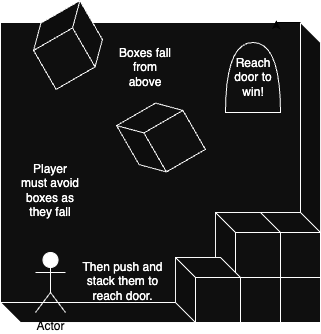 Boxes fall
from
above
Reach
door to
win!
Player
must avoid
boxes as
they fall
Then push and
stack them to
reach door.
Actor